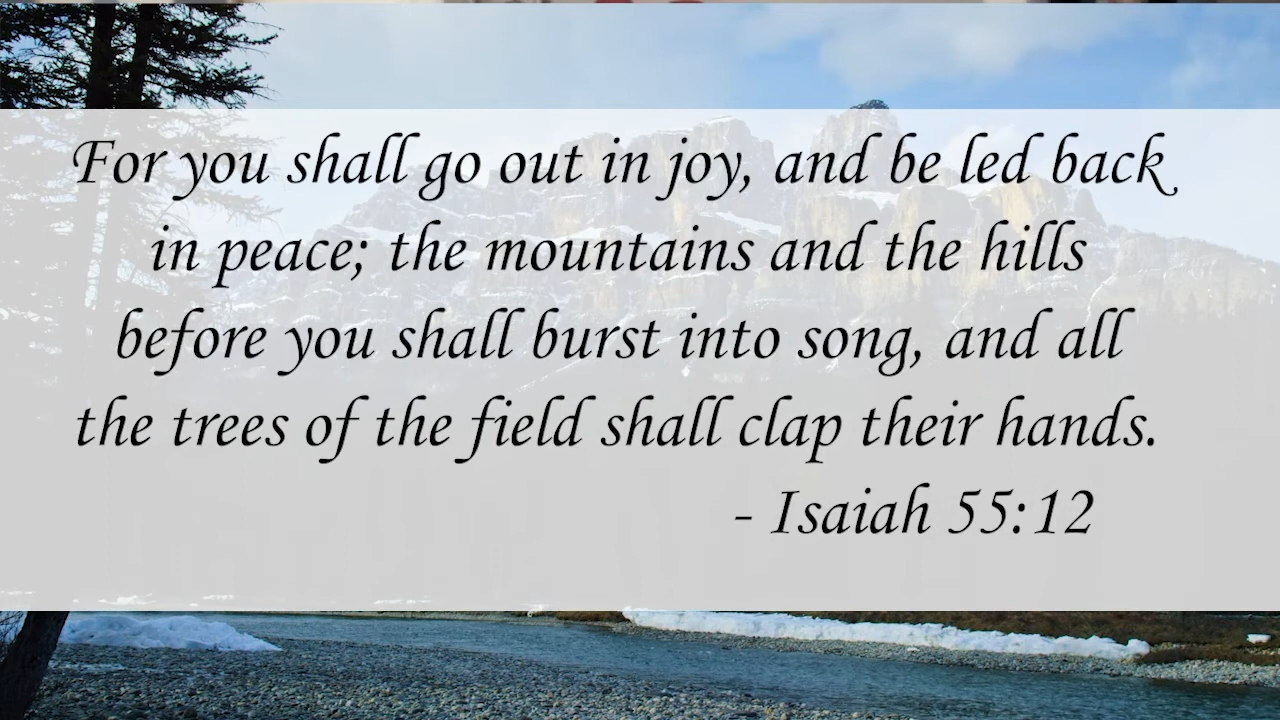 For you shall go out in joy, and be led back
in peace; the mountains and the hills
before you shall burst into song, and all
the trees of the field shall clap their hands.
- Isaiah 55:12